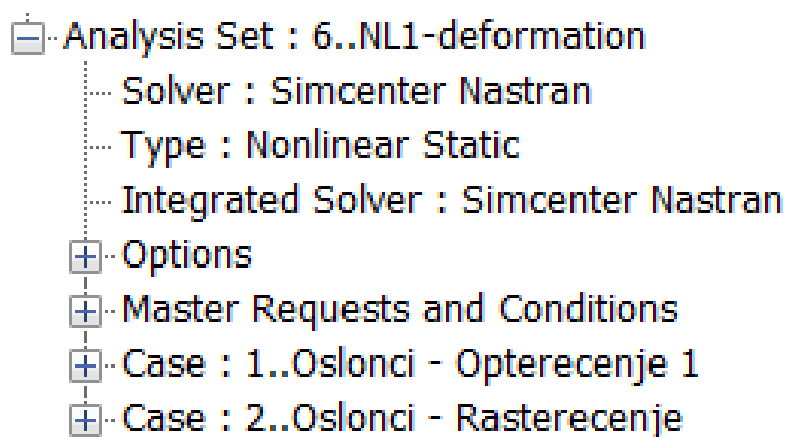 Analysis Set : 6..NL1-deformation
Solver : Simcenter Nastran
Type : Nonlinear Static
Integrated Solver : Simcenter Nastran
Options
Master Requests and Conditions
Case : 1..Oslonci - Opterecenje 1
Case : 2..Oslonci - Rasterecenje